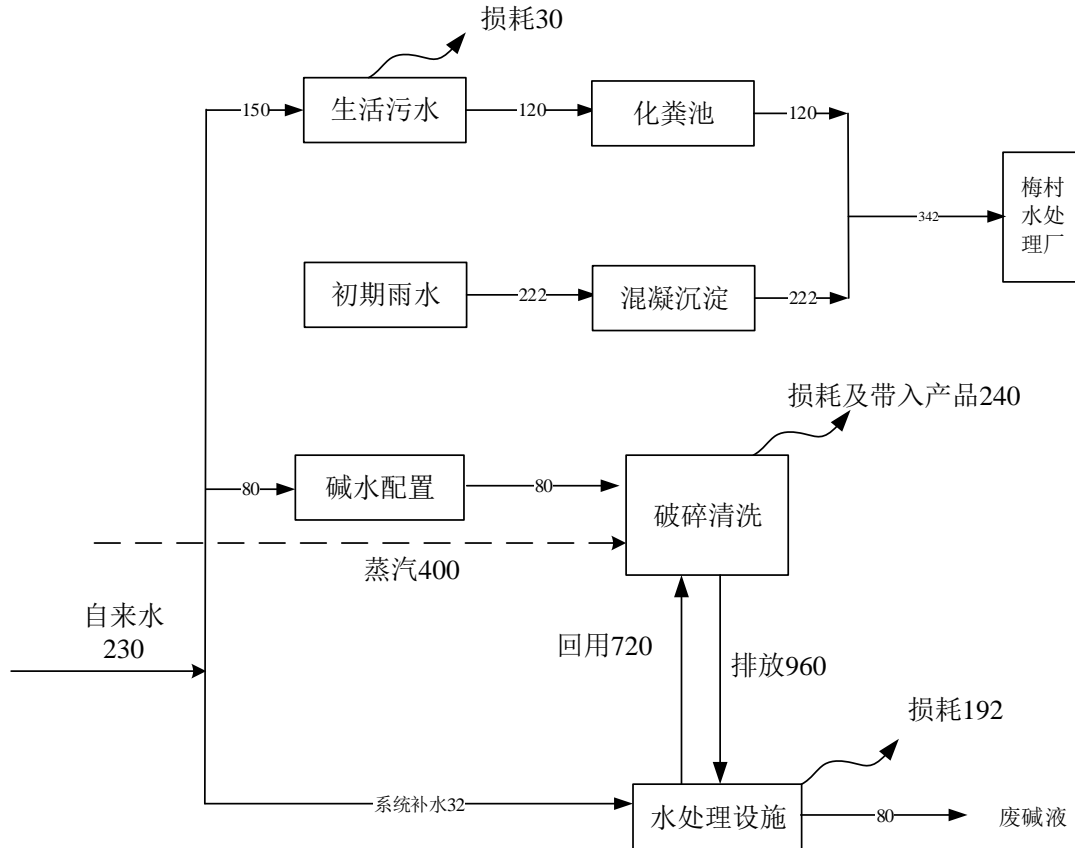 损耗30
150
生活污水
120
化粪池
120
梅村
水处
理厂
342
初期雨水
222
混凝沉淀
222
损耗及带入产品240
80
碱水配置
80
破碎清洗
蒸汽400
自来水
230
回用720
排放960
损耗192
系统补水32
水处理设施
80
废碱液